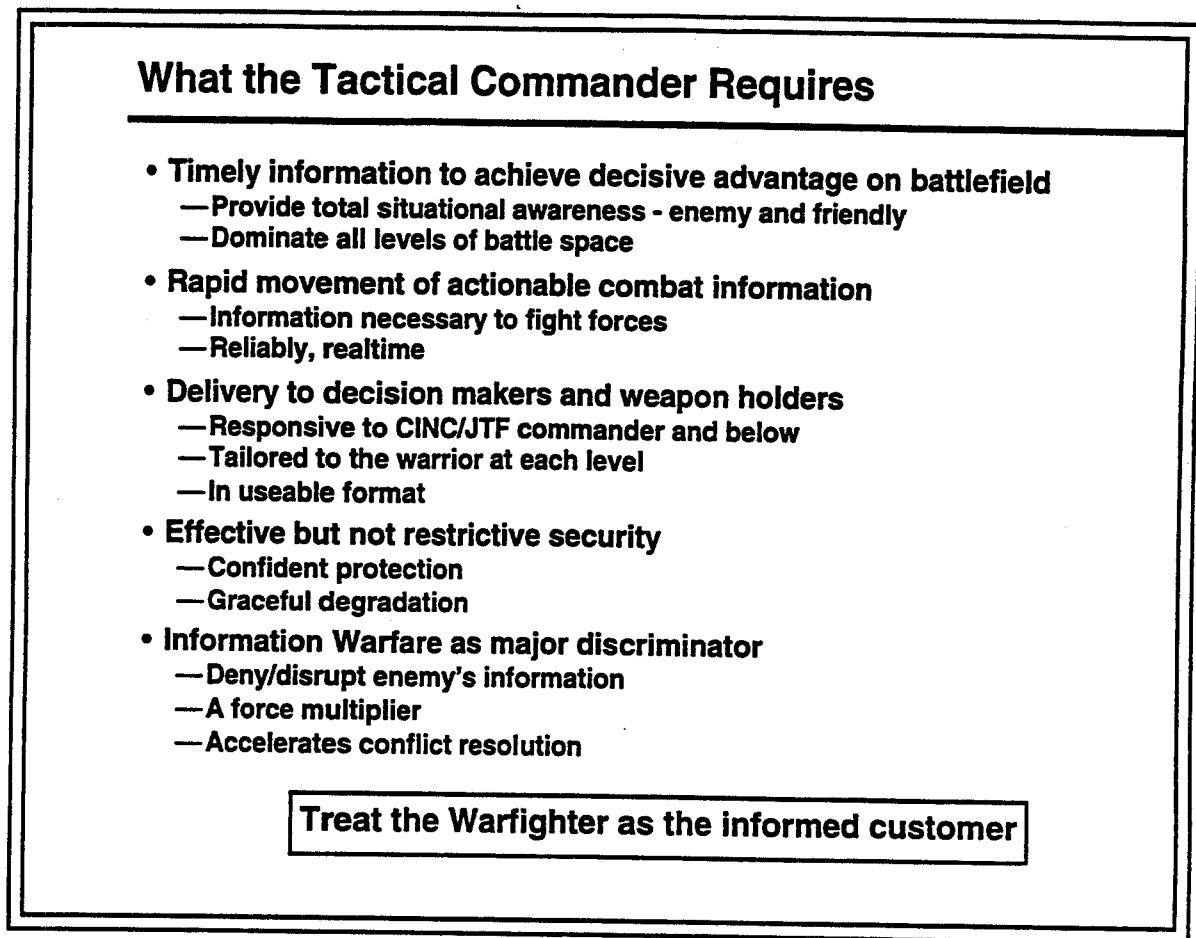 What the Tactical Commander Requires
• Timely information to achieve decisive advantage on battlefield
—Provide total situational awareness - enemy and friendly
—Dominate all levels of battle space
• Rapid movement of actionable combat information
—Information necessary to fight forces
—Reliably, realtime
• Delivery to decision makers and weapon holders
—Responsive to CINC/JTF commander and below
—Tailored to the warrior at each level
—In useable format
• Effective but not restrictive security
—Confident protection
—Graceful degradation
• Information Warfare as major discriminator
—Deny/disrupt enemy's information
—A force multiplier
—Accelerates conflict resolution
Treat the Warfighter as the informed customer